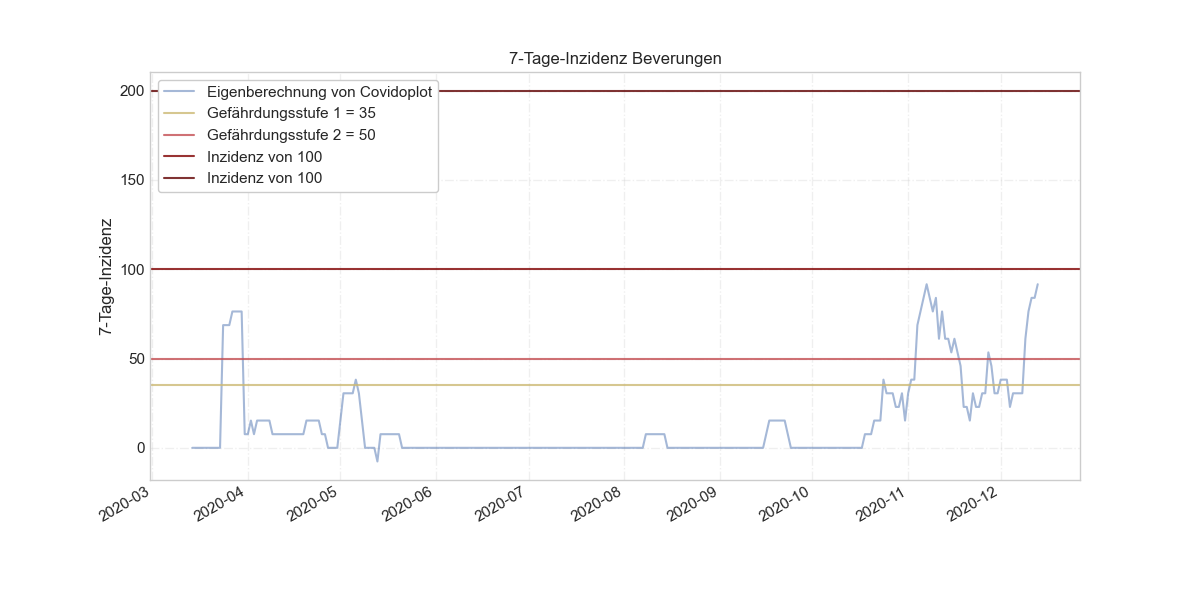 7-Tage-Inzidenz Beverungen
200
150
100
50
0
7-Tage-Inzidenz
Eigenberechnung von Covidoplot
Gefährdungsstufe 1 = 35
Gefährdungsstufe 2 = 50
Inzidenz von 100
Inzidenz von 100
2020-03
2020-04
2020-05
2020-06
2020-07
2020-08
2020-09
2020-10
2020-11
2020-12